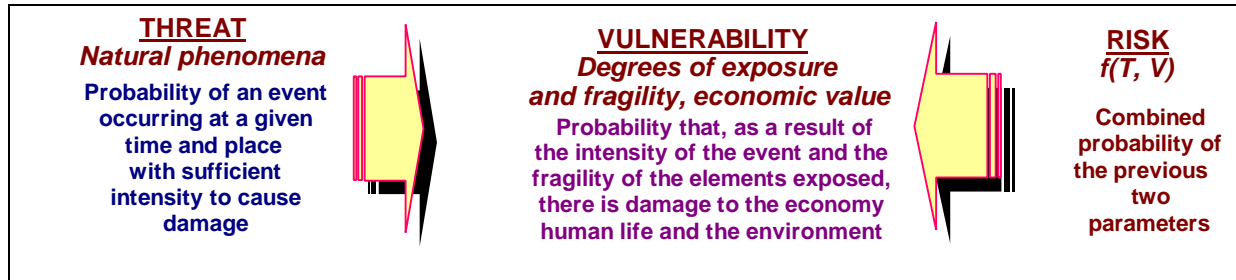 THREAT
Natural phenomena
Probability of an event
occurring at a given
time and place
with sufficient
intensity to cause
damage
VULNERABILITY
Degrees of exposure
and fragility, economic value
Probability that, as a result of
the intensity of the event and the
fragility of the elements exposed,
there is damage to the economy
human life and the environment
RISK
f(T, V)
Combined
probability of
the previous
two
parameters